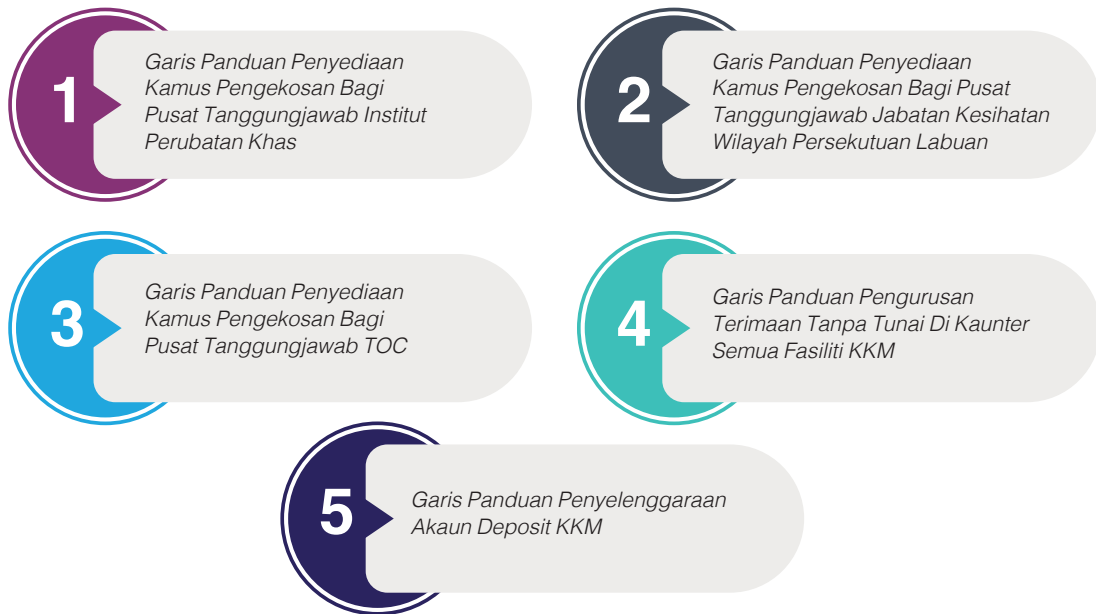 1
Garis Panduan Penyediaan
Kamus Pengekosan Bagi
Pusat Tanggungjawab Institut
Perubatan Khas
2
Garis Panduan Penyediaan
Kamus Pengekosan Bagi Pusat
Tanggungjawab Jabatan Kesihatan
Wilayah Persekutuan Labuan
3
Garis Panduan Penyediaan
Kamus Pengekosan Bagi
Pusat Tanggungjawab TOC
4
Garis Panduan Pengurusan
Terimaan Tanpa Tunai Di Kaunter
Semua Fasiliti KKM
5
Garis Panduan Penyelenggaraan
Akaun Deposit KKM